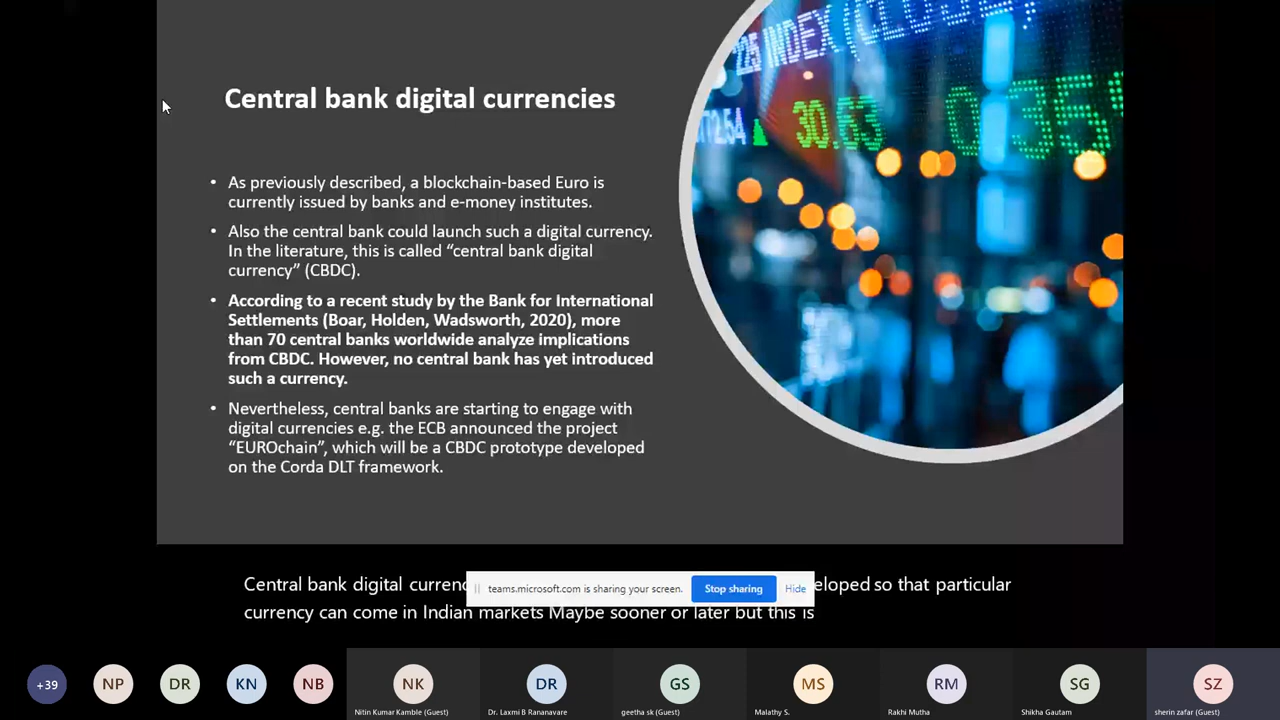 225 INDEX (
30.63
0.35
Central bank digital currencies
• As previously described, a blockchain-based Euro is
currently issued by banks and e-money institutes.
• Also the central bank could launch such a digital currency.
In the literature, this is called “central bank digital
currency” (CBDC).
• According to a recent study by the Bank for International
Settlements (Boar, Holden, Wadsworth, 2020), more
than 70 central banks worldwide analyze implications
from CBDC. However, no central bank has yet introduced
such a currency.
• Nevertheless, central banks are starting to engage with
digital currencies e.g. the ECB announced the project
“EUROchain”, which will be a CBDC prototype developed
on the Corda DLT framework.
Central bank digital eloped so that particular
teams.microsoft.com is sharing your screen. Stop sharing Hide
currency can come in Indian markets Maybe sooner or later but this is
+39 NP DR KN NB NK DR GS MS RM SG SZ
Nitin Kumar Kamble (Guest) Dr. Laxmi B Rananavare geetha sk (Guest) Malathy S. Rakhi Mutha Shikha Gautam sherin zafar (Guest)